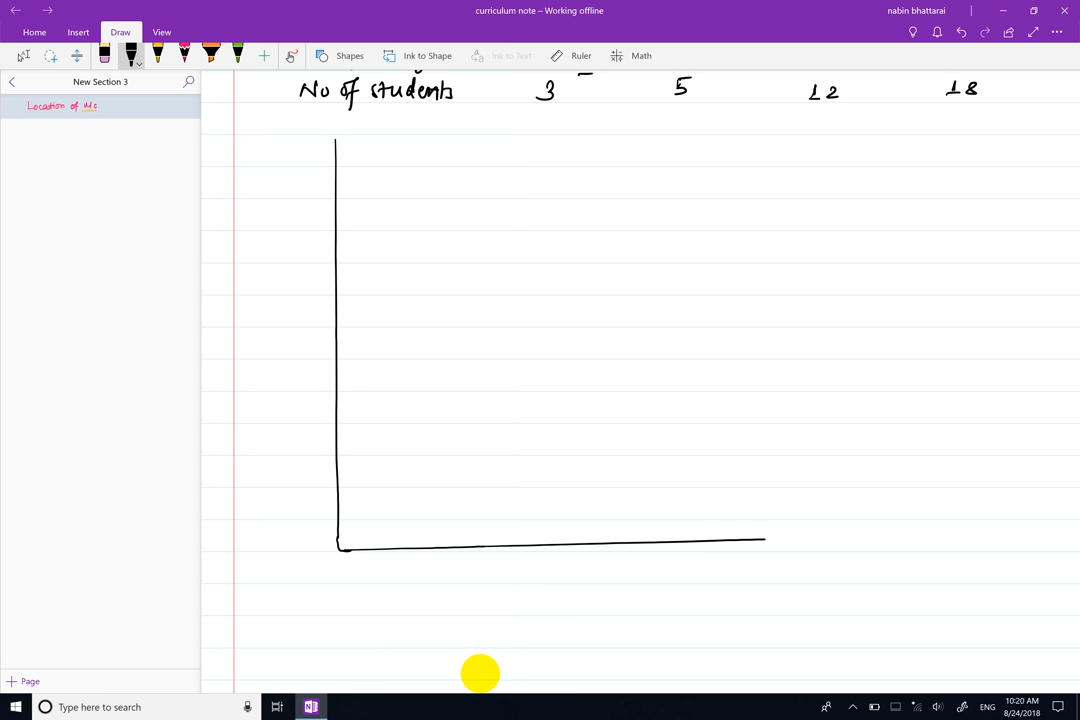 curriculum note – Working offline
nabin bhattarai
Home Insert Draw View
Shapes Ink to Shape Ink to Text Ruler Math
New Section 3
Location of Mo
No of students 3 5 12 18
Page
Type here to search
ENG
10:20 AM
8/24/2018